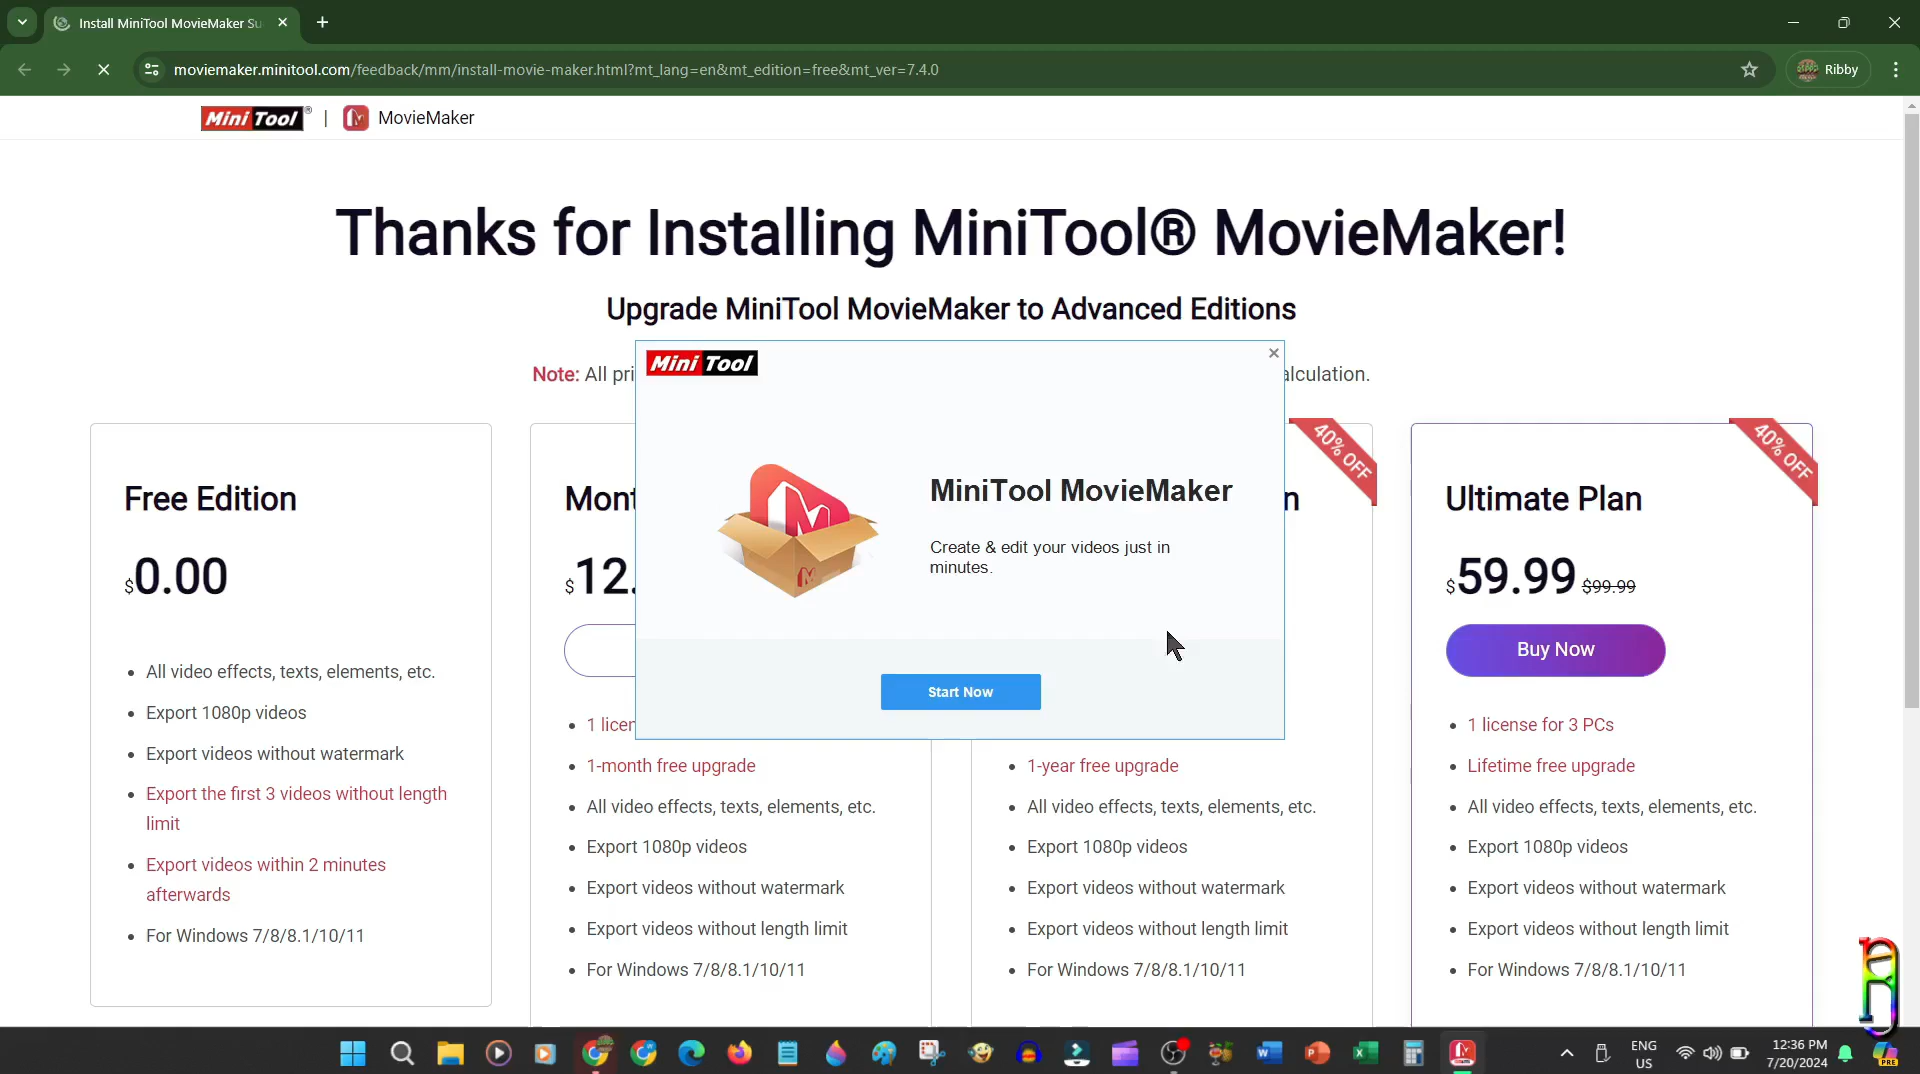 Install MiniTool MovieMaker Su
moviemaker.minitool.com/feedback/mm/install-movie-maker.html?mt_lang=en&mt_edition=free&mt_ver=7.4.0
Ribby
Mini Tool® | MovieMaker
Thanks for Installing MiniTool® MovieMaker!
Upgrade MiniTool MovieMaker to Advanced Editions
Note: All pri
alculation.
Mini Tool
MiniTool MovieMaker
Create & edit your videos just in
minutes.
Start Now
Free Edition
$0.00
All video effects, texts, elements, etc.
Export 1080p videos
Export videos without watermark
Export the first 3 videos without length
limit
Export videos within 2 minutes
afterwards
For Windows 7/8/8.1/10/11
Mont
$12.
1 licen
1-month free upgrade
All video effects, texts, elements, etc.
Export 1080p videos
Export videos without watermark
Export videos without length limit
For Windows 7/8/8.1/10/11
40% OFF
n
1-year free upgrade
All video effects, texts, elements, etc.
Export 1080p videos
Export videos without watermark
Export videos without length limit
For Windows 7/8/8.1/10/11
40% OFF
Ultimate Plan
$59.99 $99.99
Buy Now
1 license for 3 PCs
Lifetime free upgrade
All video effects, texts, elements, etc.
Export 1080p videos
Export videos without watermark
Export videos without length limit
For Windows 7/8/8.1/10/11
ENG
US
12:36 PM
7/20/2024
PRE